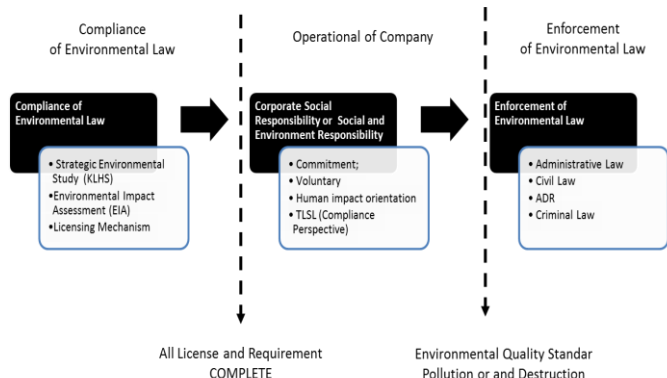 Compliance
of Environmental Law
Operational of Company
Enforcement
of Environmental Law
Compliance of
Environmental Law
• Strategic Environmental
Study (KLHS)
•Environmental Impact
Assessment (EIA)
•Licensing Mechanism
Corporate Social
Responsibility or Social and
Environment Responsibility
• Commitment;
• Voluntary
• Human impact orientation
• TLSL (Compliance
Perspective)
Enforcement of
Environmental Law
• Administrative Law
• Civil Law
• ADR
• Criminal Law
All License and Requirement
COMPLETE
Environmental Quality Standar
Pollution or and Destruction